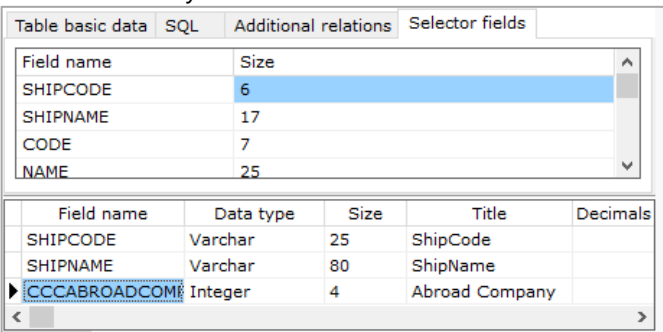 Table basic data SQL Additional relations Selector fields
Field name Size
SHIPCODE 6
SHIPNAME 17
CODE 7
NAME 25
Field name Data type Size Title Decimals
SHIPCODE Varchar 25 ShipCode
SHIPNAME Varchar 80 ShipName
Integer 4 Abroad Company